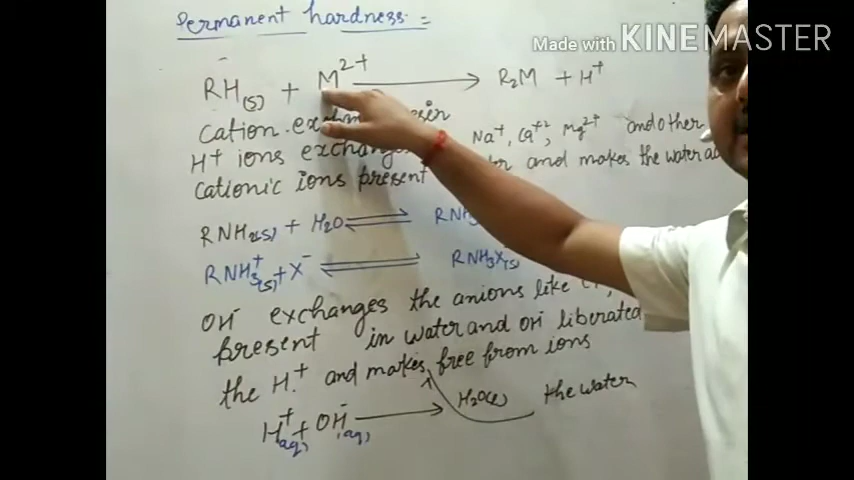 Made with KINEMASTER
Permanent hardness =
RH(s) + M2+ → R2M + H+
Cation
H+ ions Na+, Ca+2, Mg2+ and other
cationic ions present and makes the water
RNH2(s) + H2O ⇌
RNH3+(s) + X- ⇌ RNH3X(s)
OH- exchanges the anions like
present in water and OH- liberated
the H+ and makes free from ions
the water
H+(aq) + OH-(aq) → H2O(l)